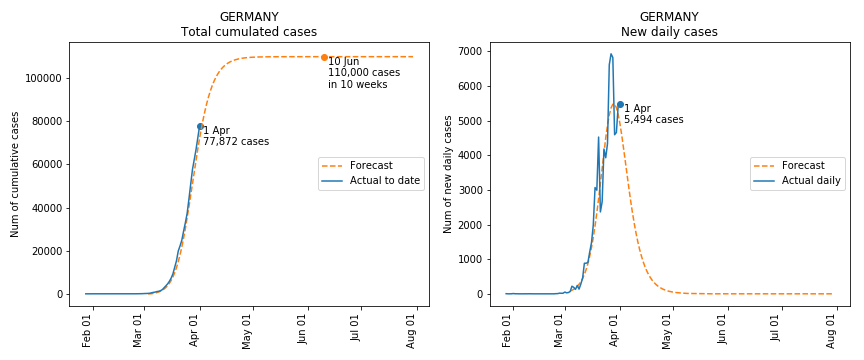 GERMANY
Total cumulated cases
Num of cumulative cases
100000
80000
60000
40000
20000
0
10 Jun
110,000 cases
in 10 weeks
1 Apr
77,872 cases
Forecast
Actual to date
Feb 01
Mar 01
Apr 01
May 01
Jun 01
Jul 01
Aug 01
GERMANY
New daily cases
Num of new daily cases
7000
6000
5000
4000
3000
2000
1000
0
1 Apr
5,494 cases
Forecast
Actual daily
Feb 01
Mar 01
Apr 01
May 01
Jun 01
Jul 01
Aug 01